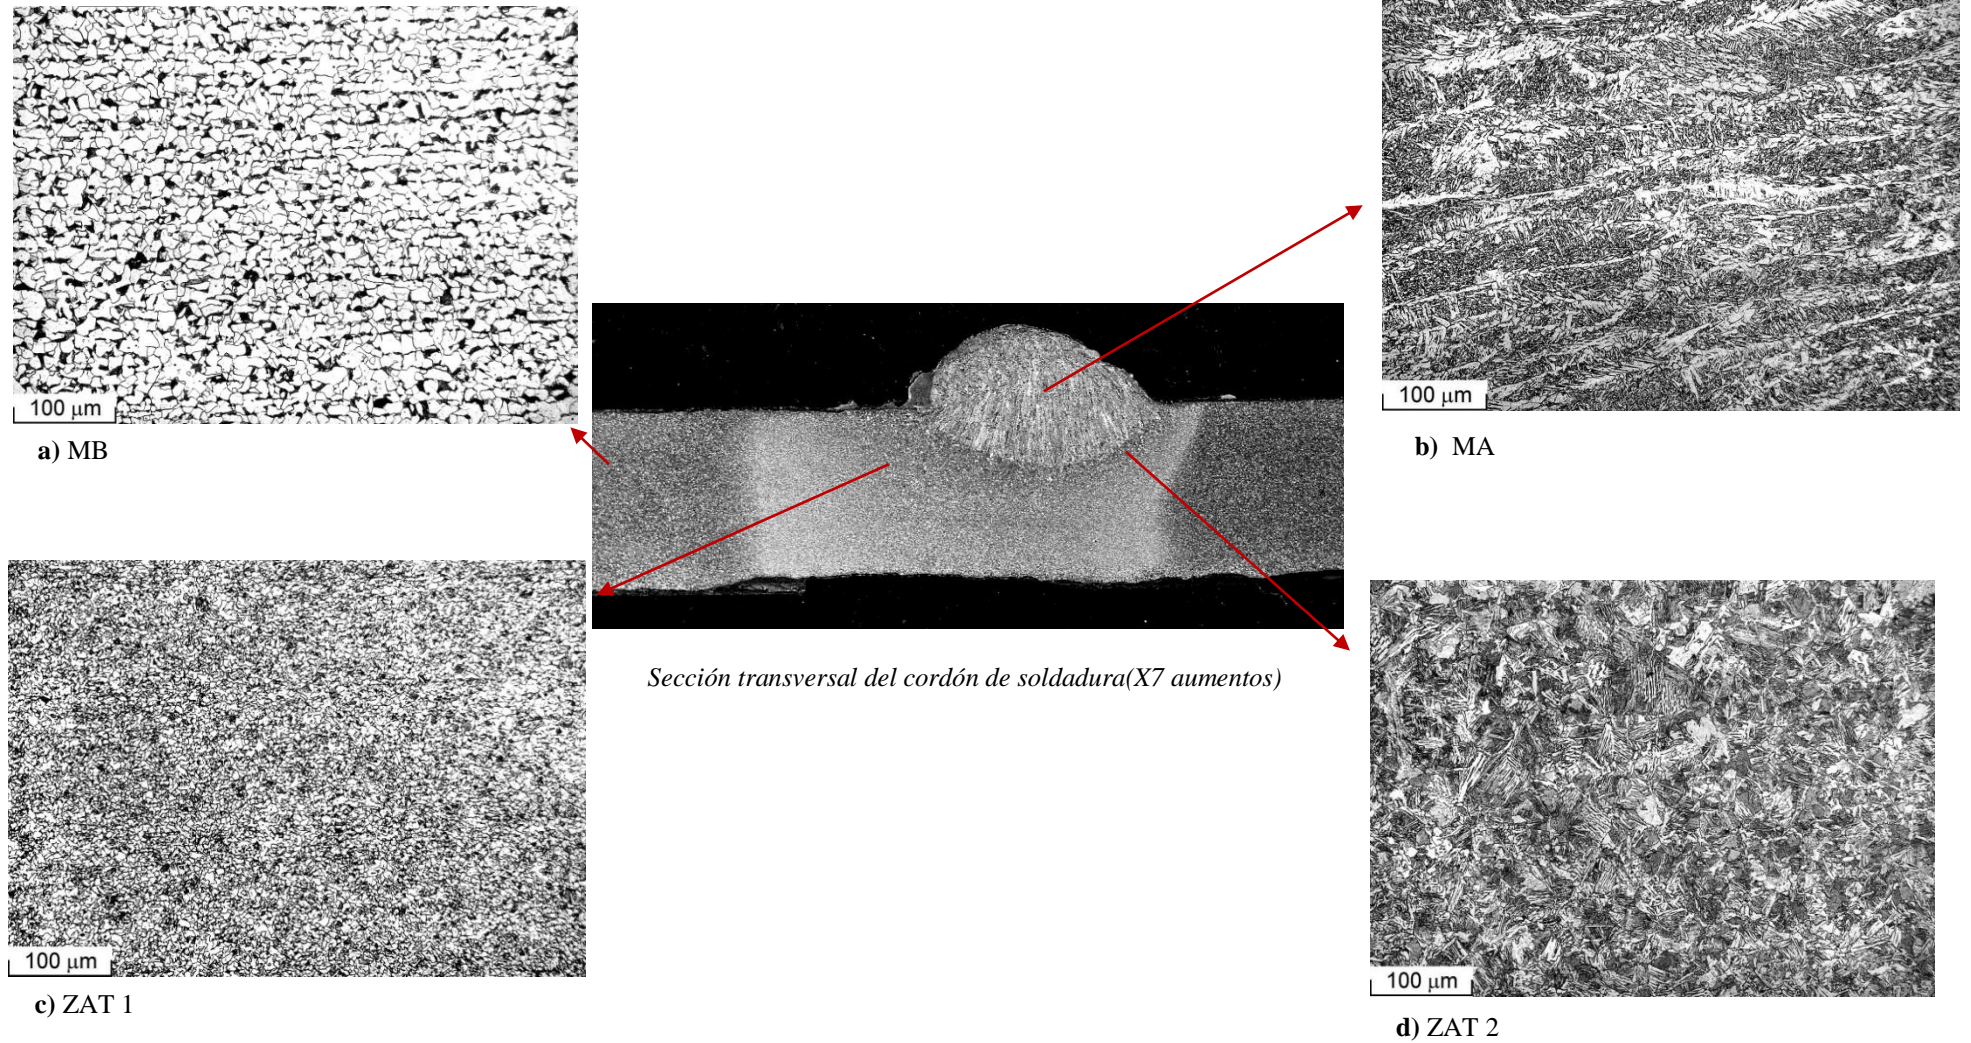 100 μm
a) MB
100 μm
b) MA
Sección transversal del cordón de soldadura(X7 aumentos)
100 μm
c) ZAT 1
100 μm
d) ZAT 2